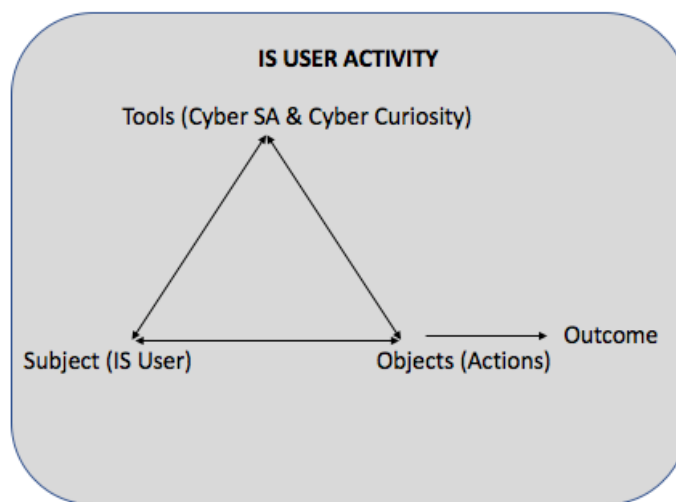 IS USER ACTIVITY
Tools (Cyber SA & Cyber Curiosity)
Outcome
Subject (IS User)
Objects (Actions)